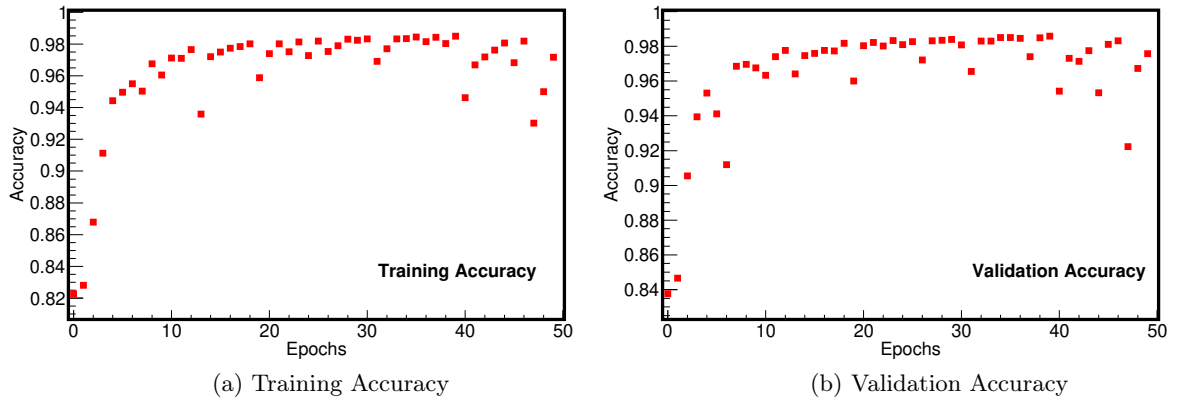 1
0.98
0.96
0.94
0.92
0.9
0.88
0.86
0.84
0.82
Accuracy
Training Accuracy
0 10 20 30 40 50
Epochs
(a) Training Accuracy
1
0.98
0.96
0.94
0.92
0.9
0.88
0.86
0.84
Accuracy
Validation Accuracy
0 10 20 30 40 50
Epochs
(b) Validation Accuracy